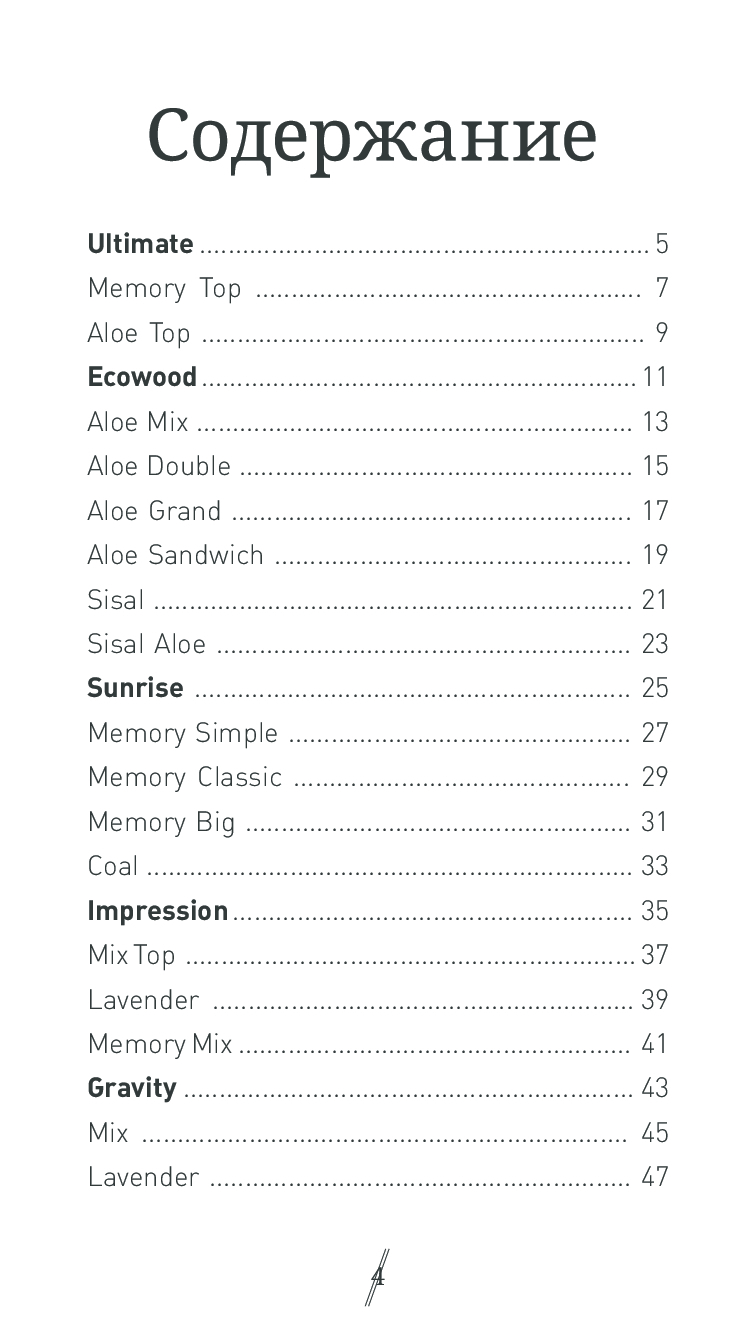 Содержание
Ultimate ............................................................... 5
Memory Top ...................................................... 7
Aloe Top .............................................................. 9
Ecowood ............................................................. 11
Aloe Mix ............................................................. 13
Aloe Double ....................................................... 15
Aloe Grand ........................................................ 17
Aloe Sandwich .................................................. 19
Sisal ................................................................... 21
Sisal Aloe .......................................................... 23
Sunrise ............................................................. 25
Memory Simple ................................................ 27
Memory Classic ............................................... 29
Memory Big ...................................................... 31
Coal .................................................................... 33
Impression ........................................................ 35
Mix Top ............................................................... 37
Lavender ........................................................... 39
Memory Mix ....................................................... 41
Gravity ............................................................... 43
Mix .................................................................... 45
Lavender ........................................................... 47
4